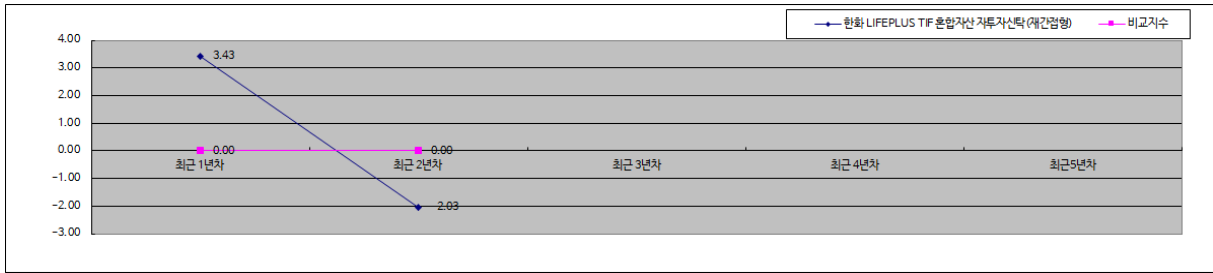 한화 LIFEPLUS TIF 혼합자산 자투자신탁(재간접형)
비교지수
4.00
3.00
2.00
1.00
0.00
-1.00
-2.00
-3.00
3.43
0.00
0.00
-2.03
최근 1년차
최근 2년차
최근 3년차
최근 4년차
최근5년차